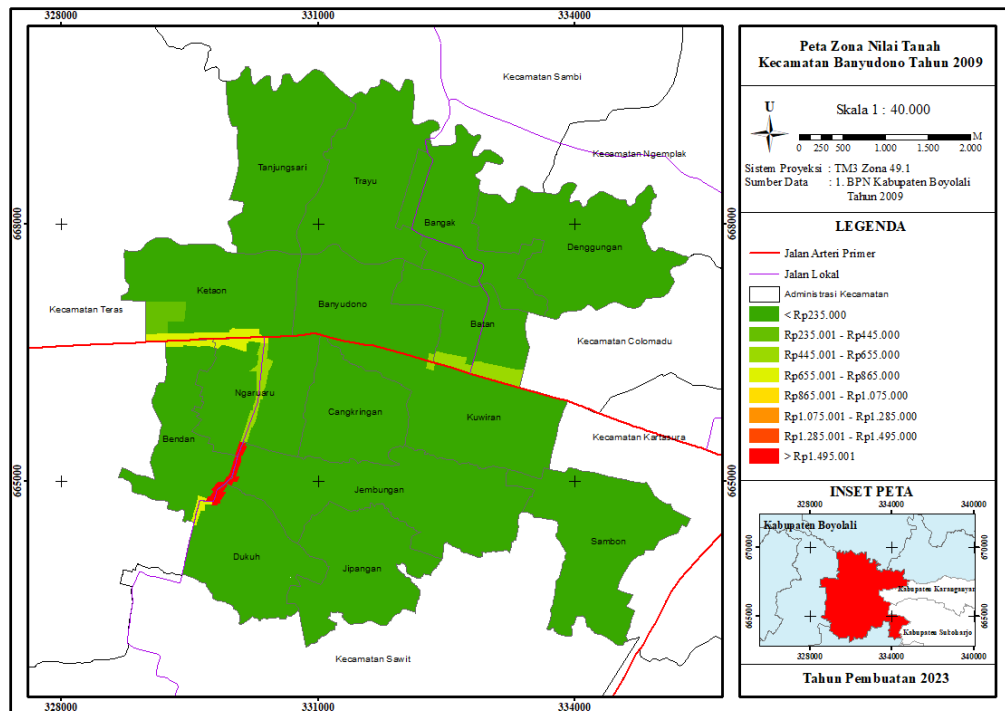 328000
331000
334000
Kecamatan Sambi
Kecamatan Ngemplak
Tanjungsari
Trayu
Bangak
668000
668000
Denggungan
Ketaon
Kecamatan Teras
Banyudono
Batan
Kecamatan Colomadu
Ngaruaru
Cangkringan
Kuwiran
Bendan
Kecamatan Kartasura
665000
665000
Jembungan
Sambon
Dukuh
Jipangan
Kecamatan Sawit
328000
331000
334000
Peta Zona Nilai Tanah
Kecamatan Banyudono Tahun 2009
U
Skala 1 : 40.000
M
0 250 500 1.000 1.500 2.000
Sistem Proyeksi : TM3 Zona 49.1
Sumber Data : 1. BPN Kabupaten Boyolali
Tahun 2009
LEGENDA
Jalan Arteri Primer
Jalan Lokal
Administrasi Kecamatan
< Rp235.000
Rp235.001 - Rp445.000
Rp445.001 - Rp655.000
Rp655.001 - Rp865.000
Rp865.001 - Rp1.075.000
Rp1.075.001 - Rp1.285.000
Rp1.285.001 - Rp1.495.000
> Rp1.495.001
INSET PETA
328000 334000 340000
Kabupaten Boyolali
670000
670000
Kabupaten Karanganyar
665000
665000
Kabupaten Sukoharjo
328000 334000 340000
Tahun Pembuatan 2023